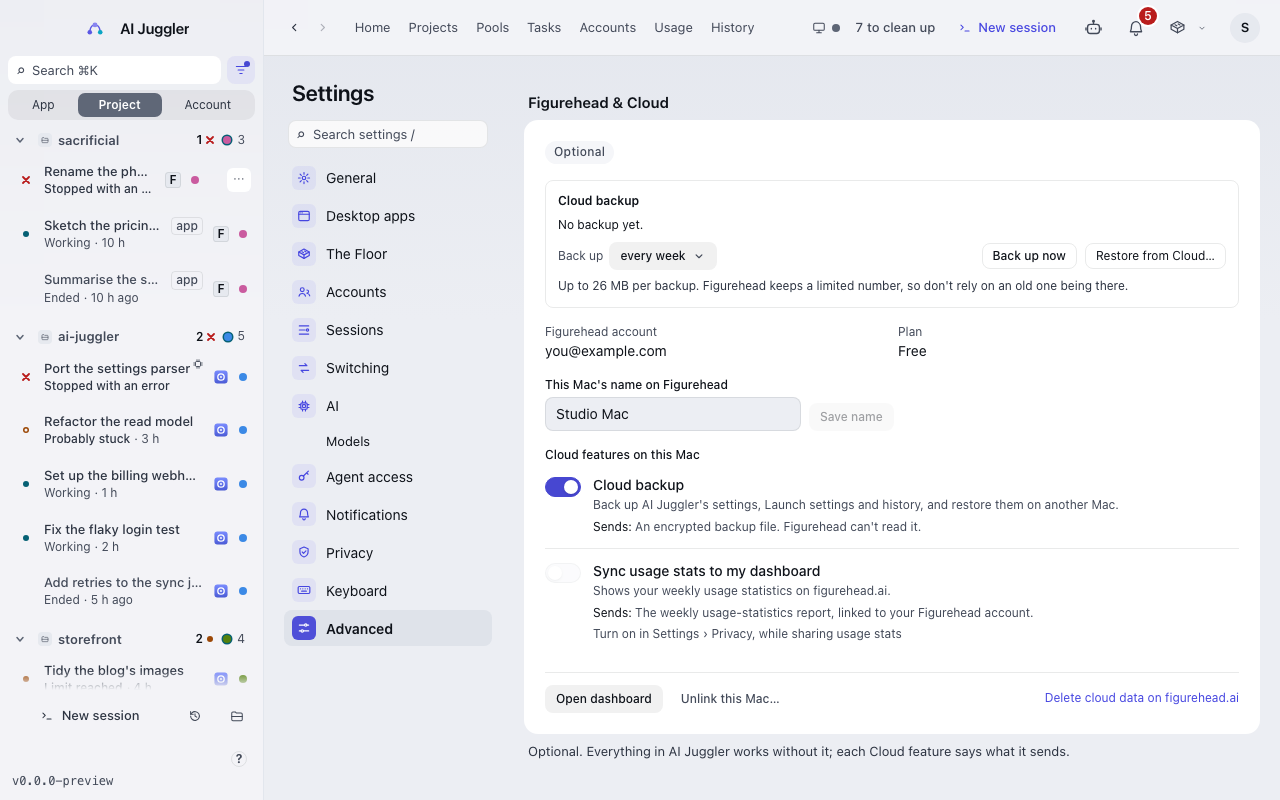 AI Juggler
Search ⌘K
App
Project
Account
sacrificial
1
3
Rename the ph...
Stopped with an ...
F
Sketch the pricin...
app
Working · 10 h
F
Summarise the s...
app
Ended · 10 h ago
F
ai-juggler
2
5
Port the settings parser
Stopped with an error
Refactor the read model
Probably stuck · 3 h
Set up the billing webh...
Working · 1 h
Fix the flaky login test
Working · 2 h
Add retries to the sync j...
Ended · 5 h ago
storefront
2
4
Tidy the blog's images
Limit reached · 4 h
New session
?
v0.0.0-preview
Home
Projects
Pools
Tasks
Accounts
Usage
History
7 to clean up
New session
5
S
Settings
Search settings /
General
Desktop apps
The Floor
Accounts
Sessions
Switching
AI
Models
Agent access
Notifications
Privacy
Keyboard
Advanced
Figurehead & Cloud
Optional
Cloud backup
No backup yet.
Back up
every week
Back up now
Restore from Cloud...
Up to 26 MB per backup. Figurehead keeps a limited number, so don't rely on an old one being there.
Figurehead account
Plan
you@example.com
Free
This Mac's name on Figurehead
Studio Mac
Save name
Cloud features on this Mac
Cloud backup
Back up AI Juggler's settings, Launch settings and history, and restore them on another Mac.
Sends: An encrypted backup file. Figurehead can't read it.
Sync usage stats to my dashboard
Shows your weekly usage statistics on figurehead.ai.
Sends: The weekly usage-statistics report, linked to your Figurehead account.
Turn on in Settings › Privacy, while sharing usage stats
Open dashboard
Unlink this Mac...
Delete cloud data on figurehead.ai
Optional. Everything in AI Juggler works without it; each Cloud feature says what it sends.